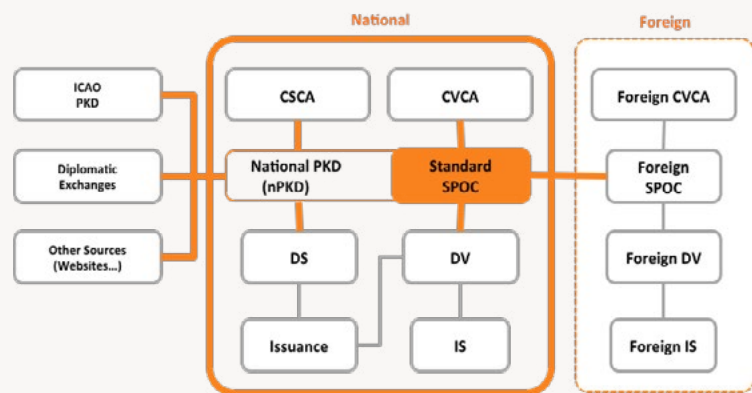 National
Foreign
ICAO
PKD
CSCA
CVCA
Foreign CVCA
Diplomatic
Exchanges
National PKD
(nPKD)
Standard
SPOC
Foreign
SPOC
Other Sources
(Websites...)
DS
DV
Foreign DV
Issuance
IS
Foreign IS